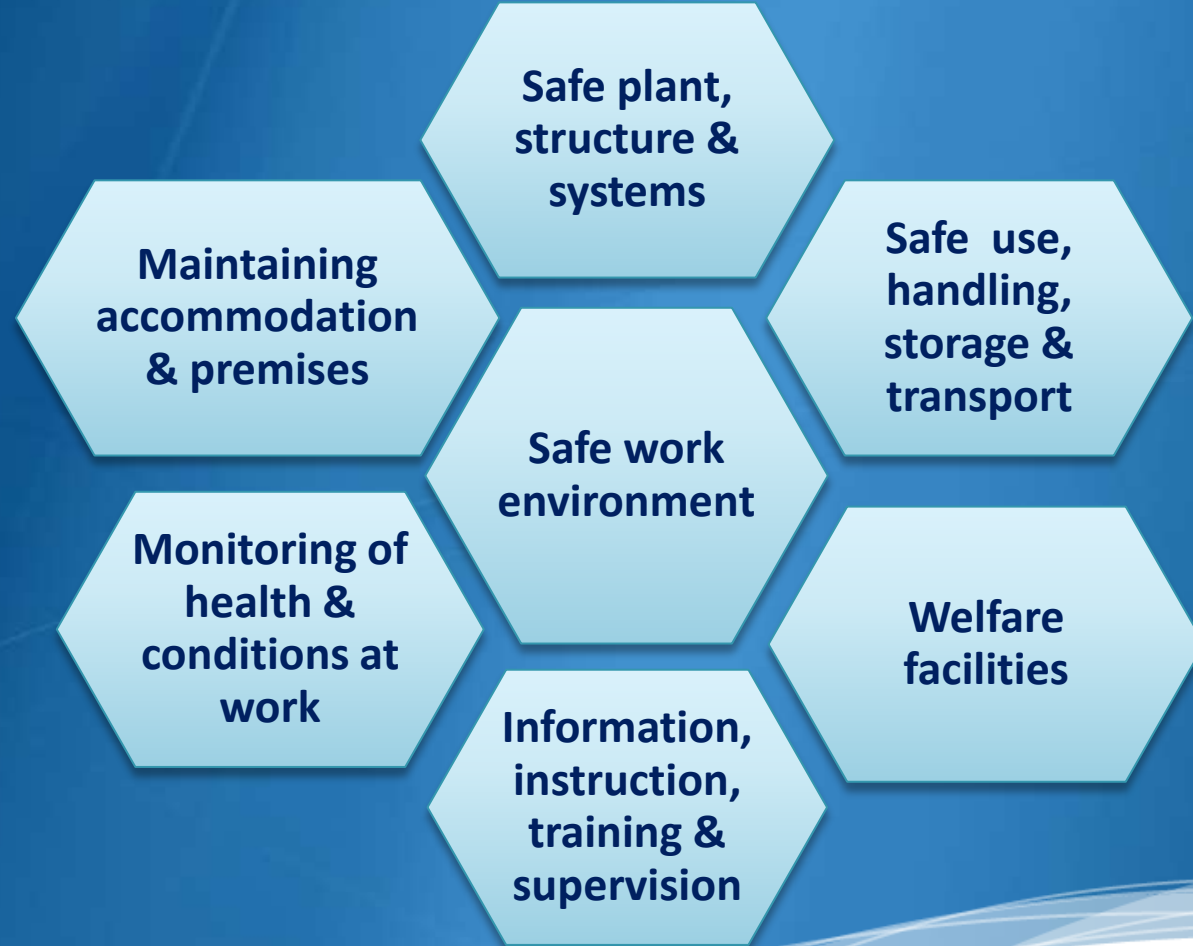 Safe plant,
structure &
systems
Maintaining
accommodation
& premises
Safe use,
handling,
storage &
transport
Safe work
environment
Monitoring of
health &
conditions at
work
Welfare
facilities
Information,
instruction,
training &
supervision